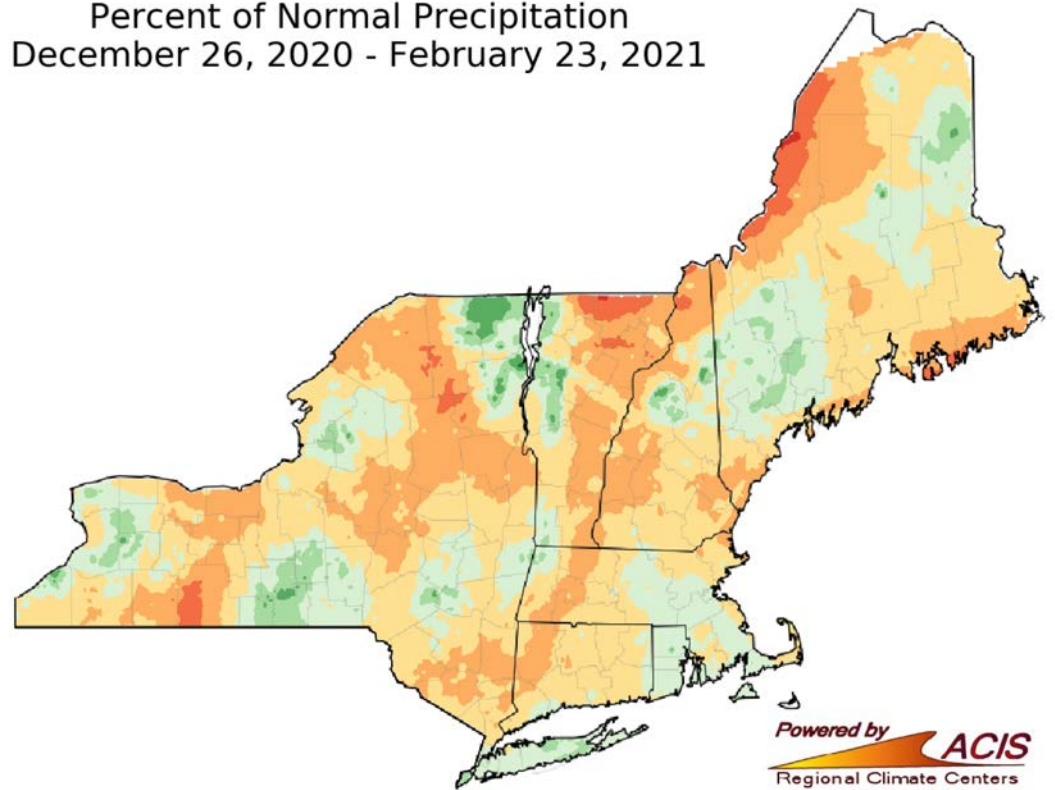 Percent of Normal Precipitation
December 26, 2020 - February 23, 2021
Powered by
ACIS
Regional Climate Centers